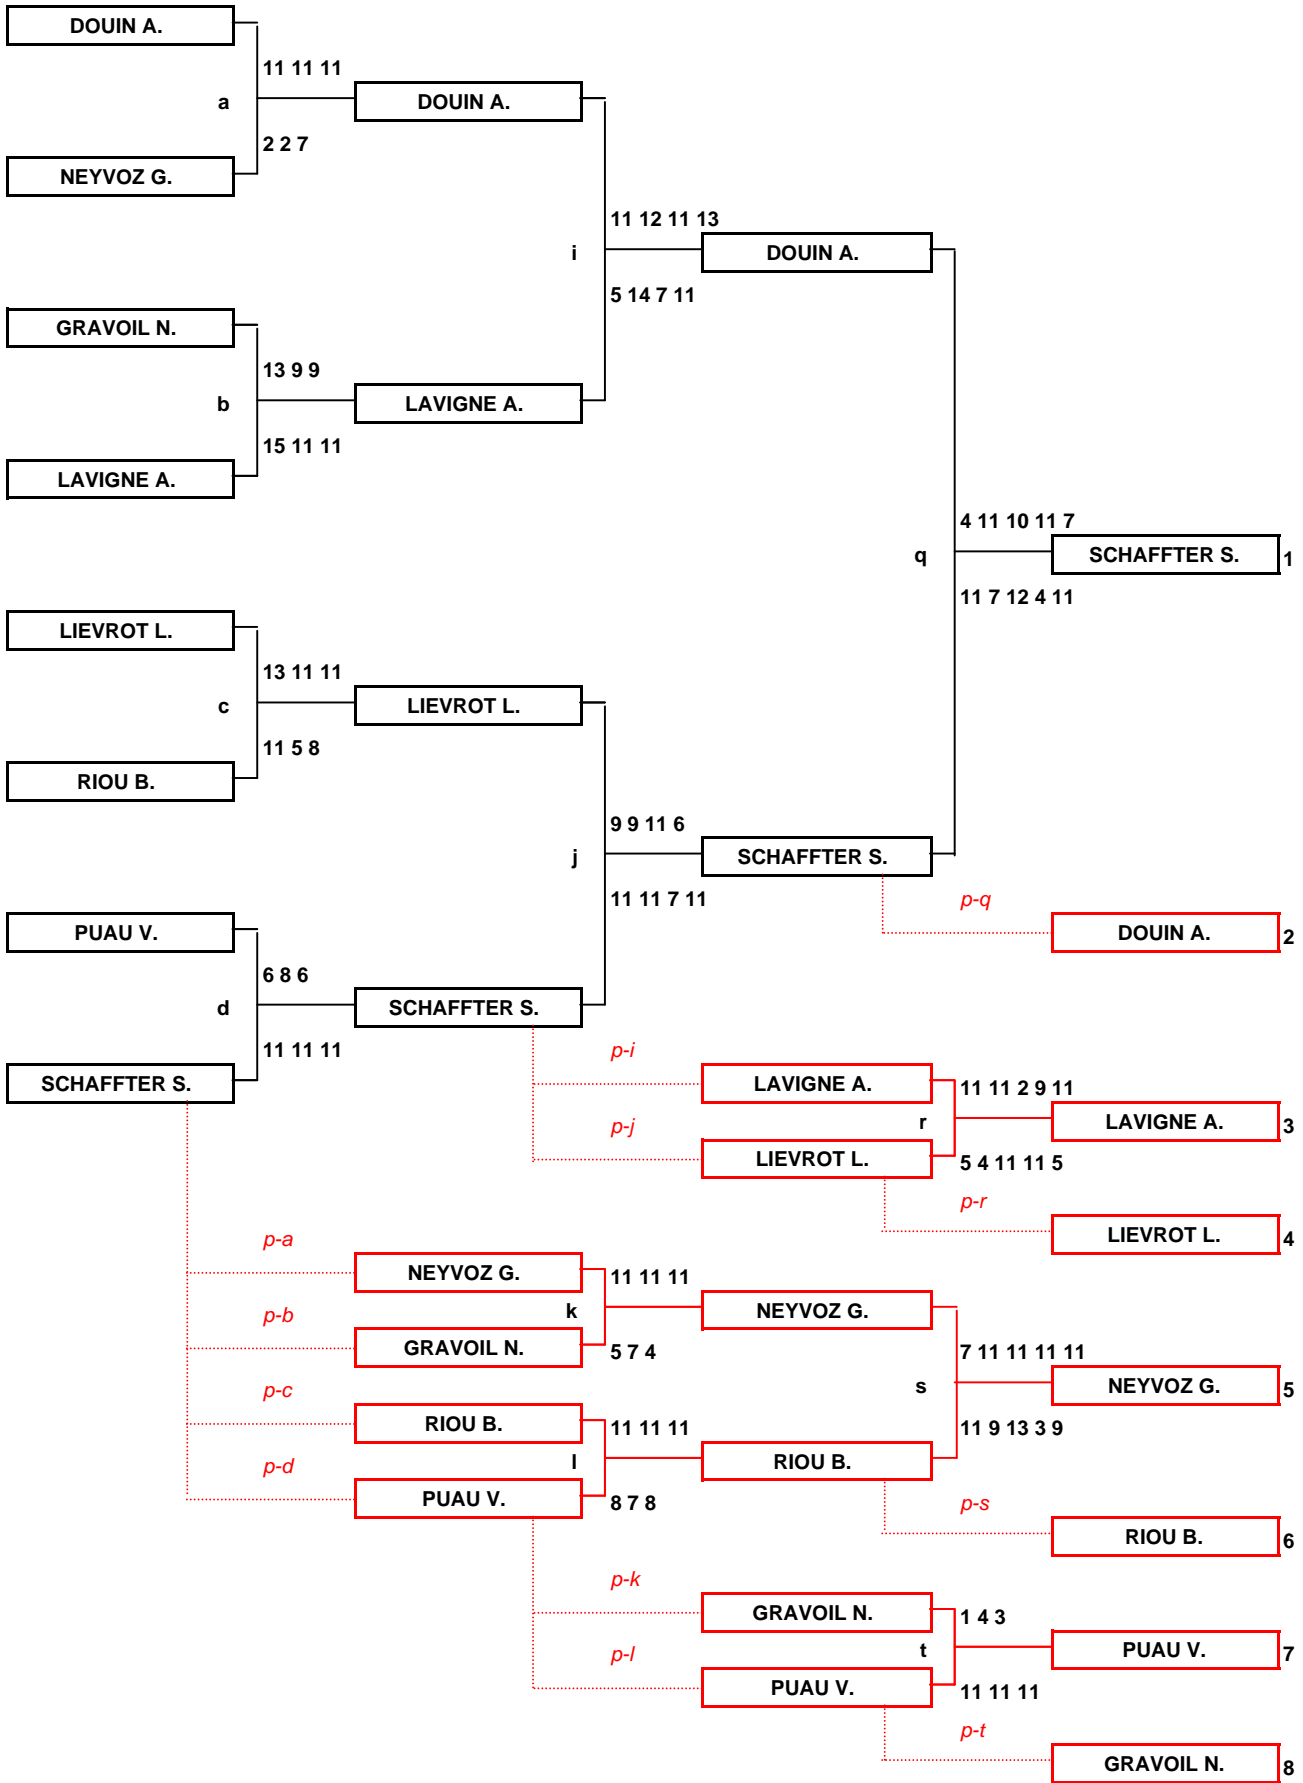 DOUIN A.
11 11 11
a
DOUIN A.
2 2 7
NEYVOZ G.
11 12 11 13
i
DOUIN A.
5 14 7 11
GRAVOIL N.
13 9 9
b
LAVIGNE A.
15 11 11
LAVIGNE A.
4 11 10 11 7
q
SCHAFFTER S. 1
11 7 12 4 11
LIEVROT L.
13 11 11
c
LIEVROT L.
11 5 8
RIOU B.
9 9 11 6
j
SCHAFFTER S.
11 11 7 11
p-q
PUAU V.
DOUIN A. 2
6 8 6
d
SCHAFFTER S.
11 11 11
p-i
SCHAFFTER S.
LAVIGNE A.
11 11 2 9 11
p-j
r
LAVIGNE A. 3
LIEVROT L.
5 4 11 11 5
p-r
LIEVROT L. 4
p-a
NEYVOZ G.
11 11 11
p-b
k
NEYVOZ G.
GRAVOIL N.
5 7 4
7 11 11 11 11
p-c
s
NEYVOZ G. 5
RIOU B.
11 11 11
11 9 13 3 9
p-d
l
RIOU B.
PUAU V.
8 7 8
p-s
RIOU B. 6
p-k
GRAVOIL N.
1 4 3
p-l
t
PUAU V. 7
PUAU V.
11 11 11
p-t
GRAVOIL N. 8